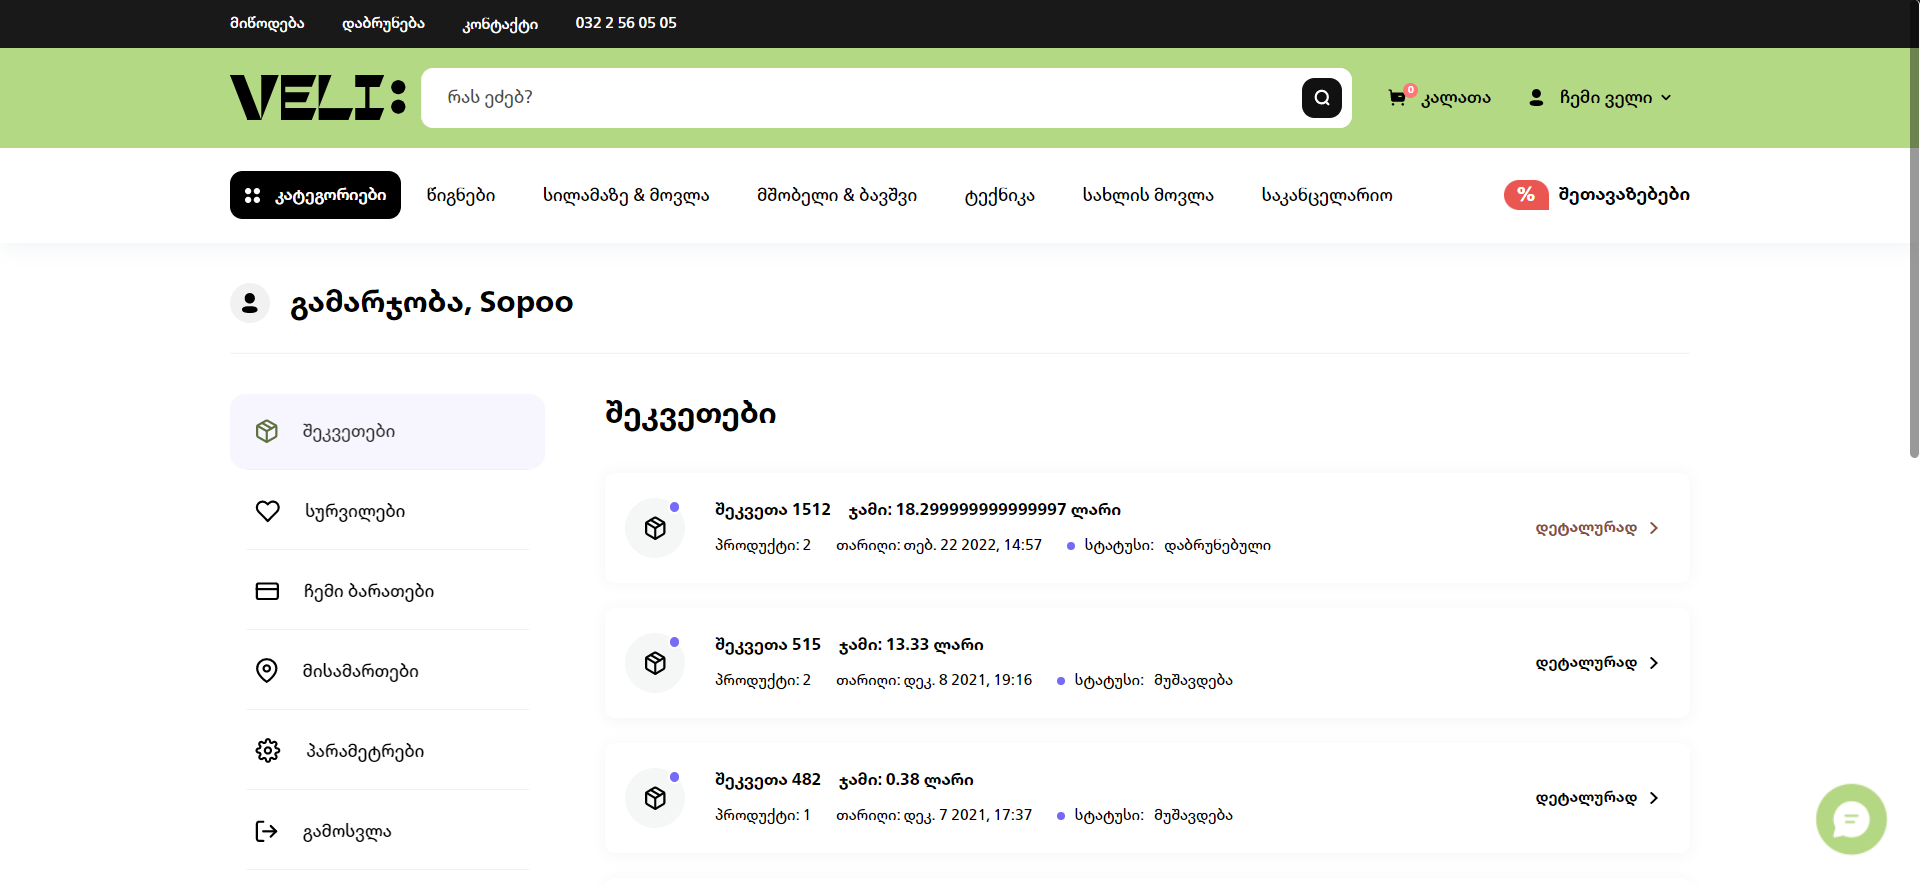 მიწოდება დაბრუნება კონტაქტი 032 2 56 05 05
VELI: რას ეძებ? 0 კალათა ჩემი ველი
კატეგორიები წიგნები სილამაზე & მოვლა მშობელი & ბავშვი ტექნიკა სახლის მოვლა საკანცელარიო % შეთავაზებები
გამარჯობა, Sopoo
შეკვეთები
სურვილები
ჩემი ბარათები
მისამართები
პარამეტრები
გამოსვლა
შეკვეთები
შეკვეთა 1512 ჯამი: 18.299999999999997 ლარი
პროდუქტი: 2 თარიღი: თებ. 22 2022, 14:57 სტატუსი: დაბრუნებული
დეტალურად
შეკვეთა 515 ჯამი: 13.33 ლარი
პროდუქტი: 2 თარიღი: დეკ. 8 2021, 19:16 სტატუსი: მუშავდება
დეტალურად
შეკვეთა 482 ჯამი: 0.38 ლარი
პროდუქტი: 1 თარიღი: დეკ. 7 2021, 17:37 სტატუსი: მუშავდება
დეტალურად